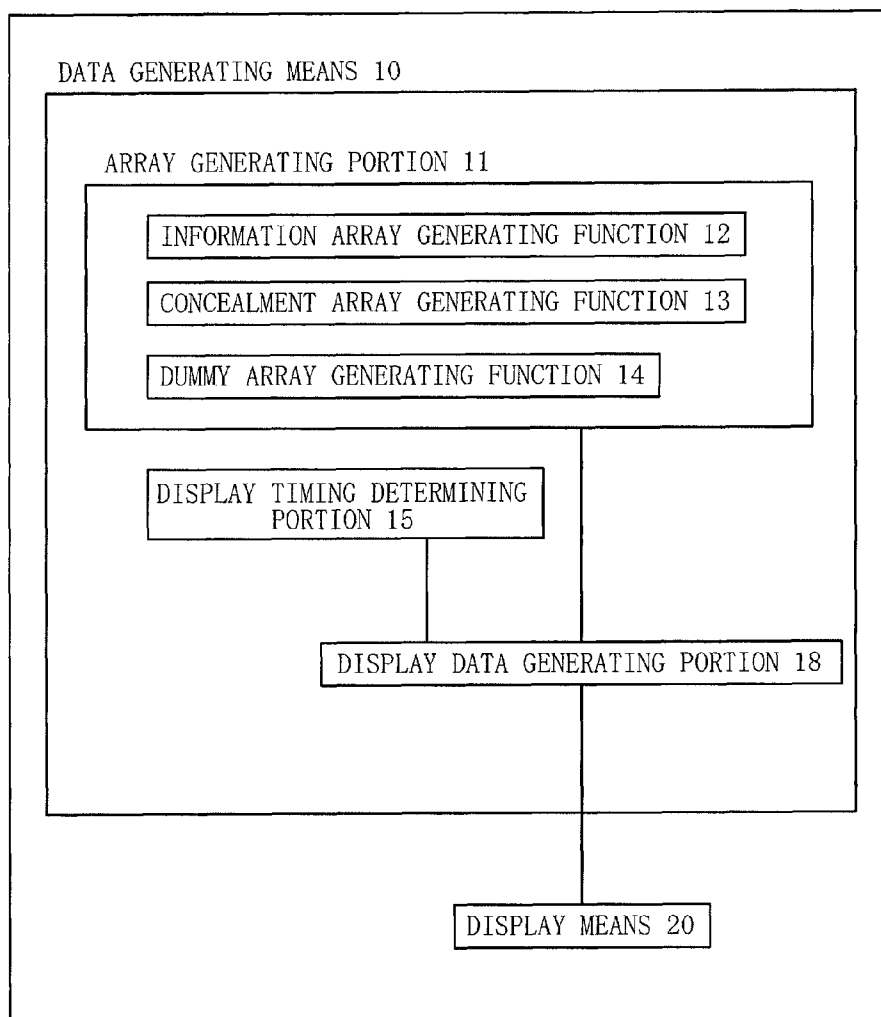 DATA GENERATING MEANS 10
ARRAY GENERATING PORTION 11
INFORMATION ARRAY GENERATING FUNCTION 12
CONCEALMENT ARRAY GENERATING FUNCTION 13
DUMMY ARRAY GENERATING FUNCTION 14
DISPLAY TIMING DETERMINING
PORTION 15
DISPLAY DATA GENERATING PORTION 18
DISPLAY MEANS 20